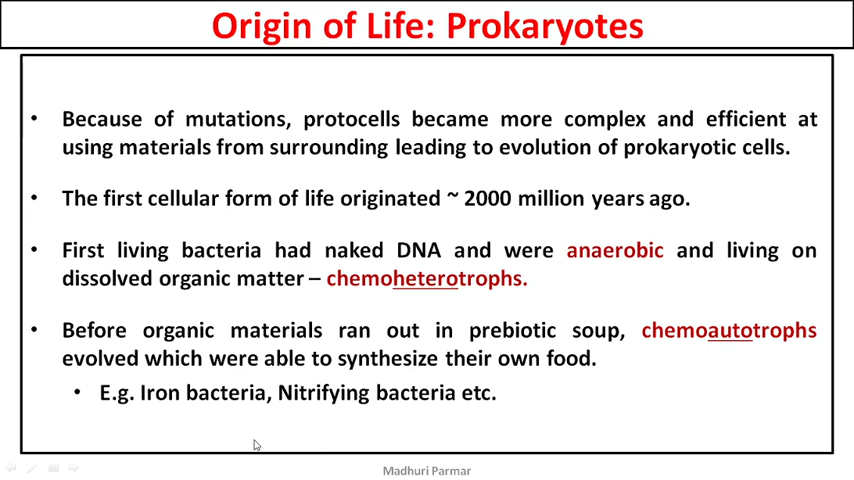 Origin of Life: Prokaryotes
• Because of mutations, protocells became more complex and efficient at
using materials from surrounding leading to evolution of prokaryotic cells.
• The first cellular form of life originated ~ 2000 million years ago.
• First living bacteria had naked DNA and were anaerobic and living on
dissolved organic matter – chemoheterotrophs.
• Before organic materials ran out in prebiotic soup, chemoautotrophs
evolved which were able to synthesize their own food.
• E.g. Iron bacteria, Nitrifying bacteria etc.
Madhuri Parmar